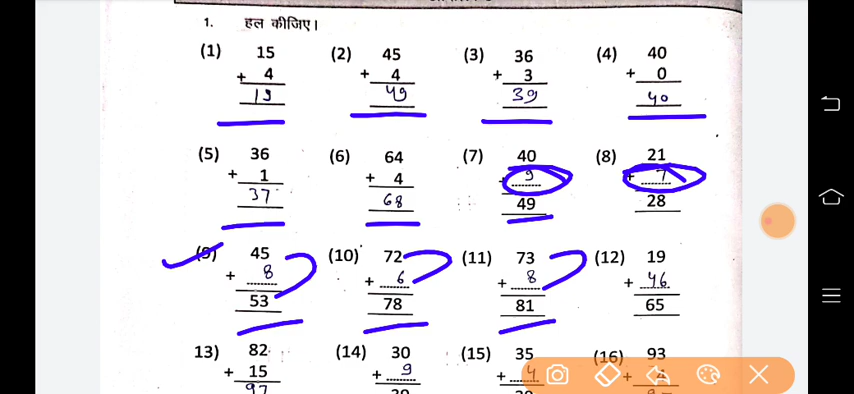 1. हल कीजिए।
(1) 15 (2) 45 (3) 36 (4) 40
+ 4 + 4 + 3 + 0
19 49 39 40
(5) 36 (6) 64 (7) 40 (8) 21
+ 1 + 4 + 9 + 7
37 68 49 28
(9) 45 (10) 72 (11) 73 (12) 19
+ 8 + 6 + 8 + 46
53 78 81 65
13) 82 (14) 30 (15) 35 (16) 93
+ 15 + 9 + 4 + 4
97